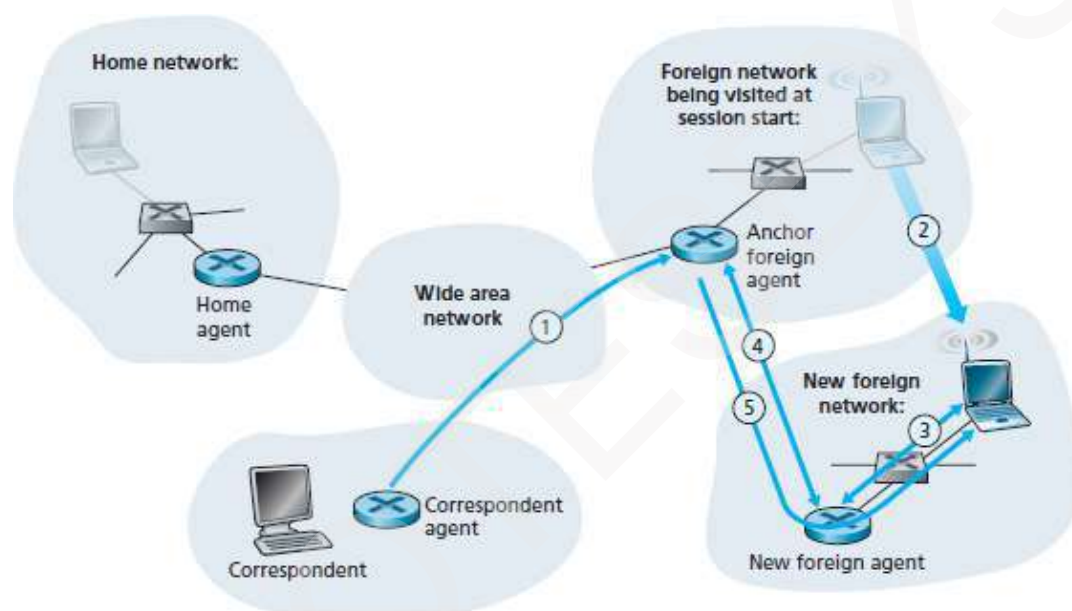 Home network:
Foreign network
being visited at
session start:
Anchor
foreign
agent
Home
agent
Wide area
network
1
2
4
New foreign
network:
5
3
Correspondent
agent
Correspondent
New foreign agent